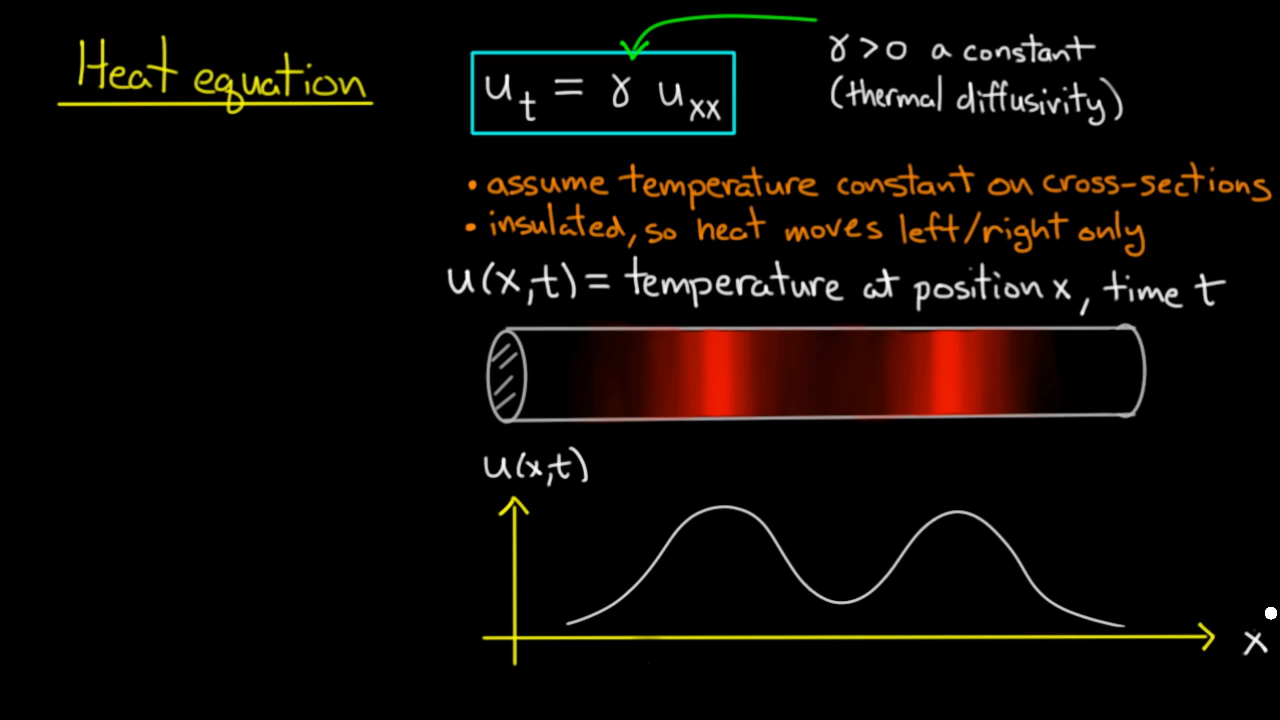 Heat equation
u_t = γ u_xx
γ > 0 a constant
(thermal diffusivity)
• assume temperature constant on cross-sections
• insulated, so heat moves left/right only
u(x,t) = temperature at position x, time t
u(x,t)
x